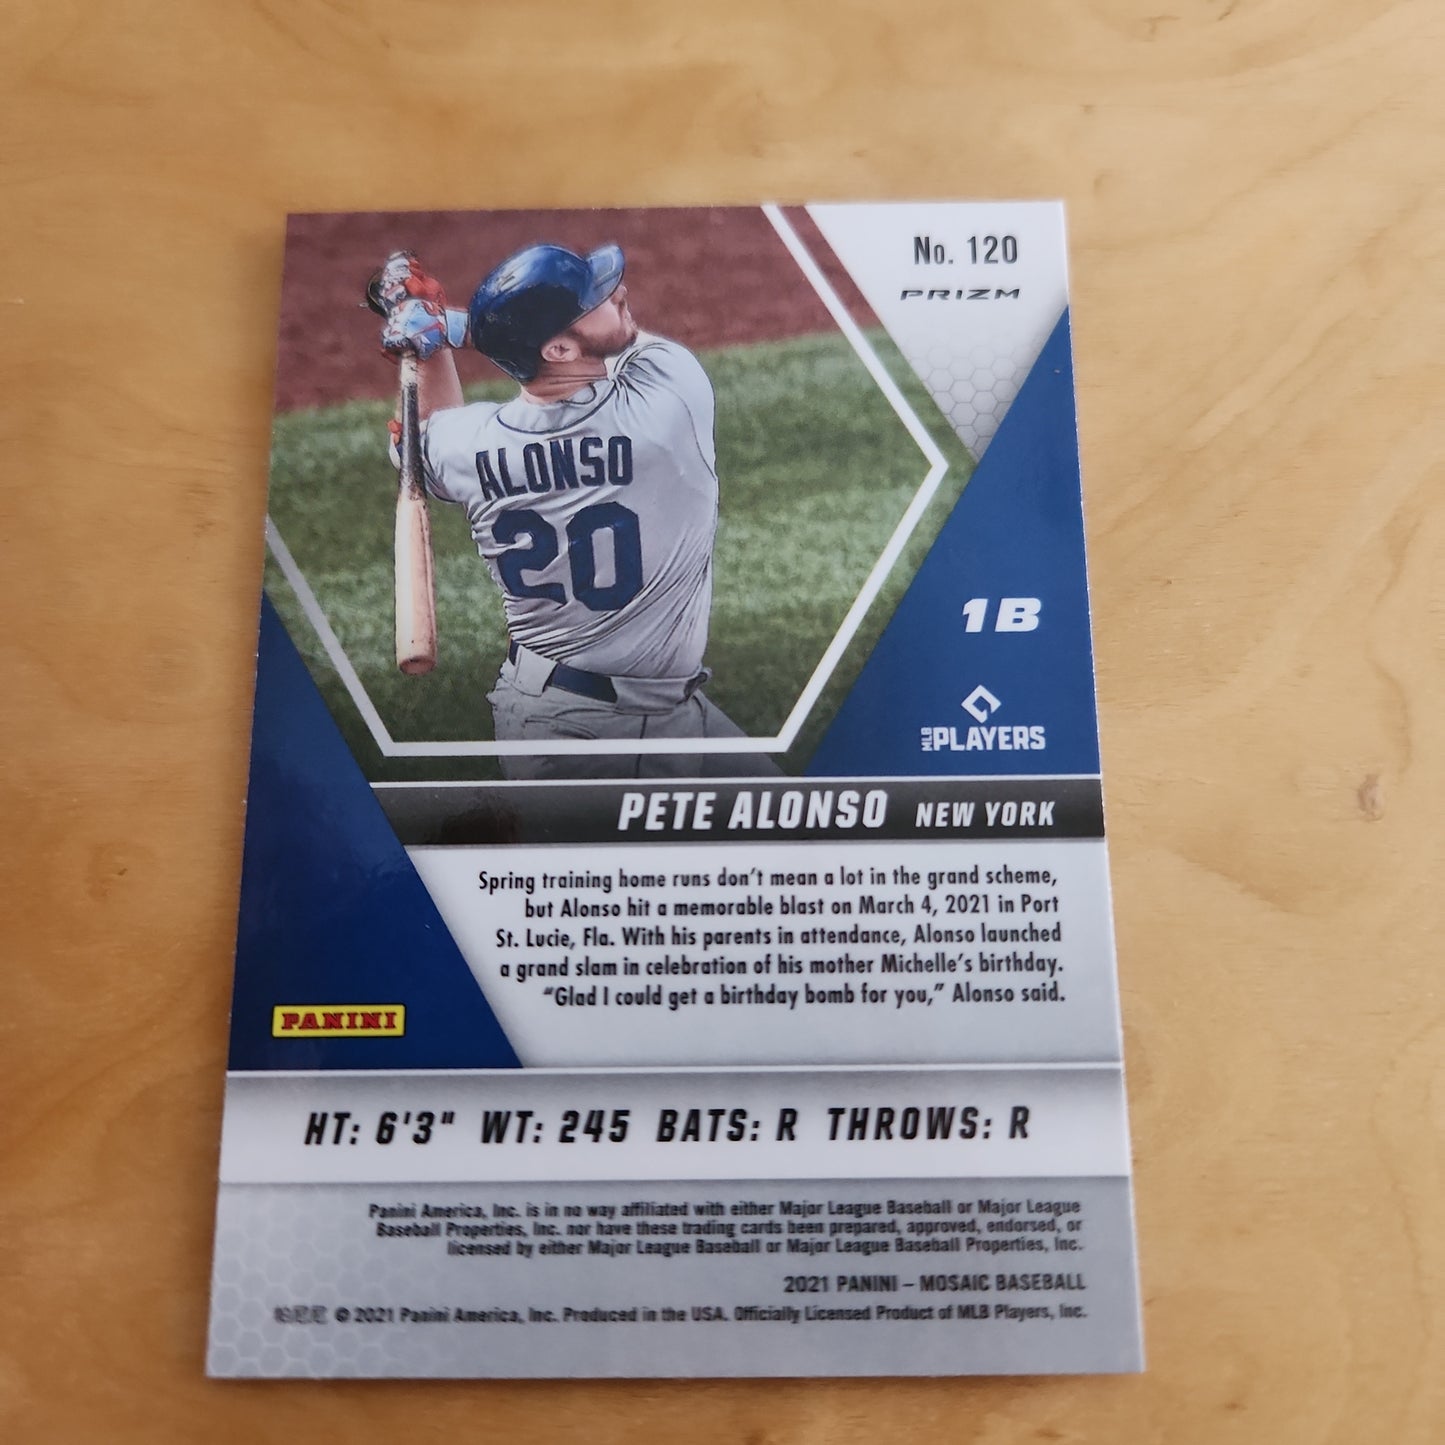 No. 120
PRIZM
ALONSO
20
1B
MLB PLAYERS
PETE ALONSO NEW YORK
Spring training home runs don't mean a lot in the grand scheme,
but Alonso hit a memorable blast on March 4, 2021 in Port
St. Lucie, Fla. With his parents in attendance, Alonso launched
a grand slam in celebration of his mother Michelle's birthday.
“Glad I could get a birthday bomb for you,” Alonso said.
PANINI
HT: 6'3" WT: 245 BATS: R THROWS: R
Panini America, Inc. is in no way affiliated with either Major League Baseball or Major League
Baseball Properties, Inc. nor have these trading cards been prepared, approved, endorsed, or
licensed by either Major League Baseball or Major League Baseball Properties, Inc.
2021 PANINI – MOSAIC BASEBALL
© 2021 Panini America, Inc. Produced in the USA. Officially Licensed Product of MLB Players, Inc.